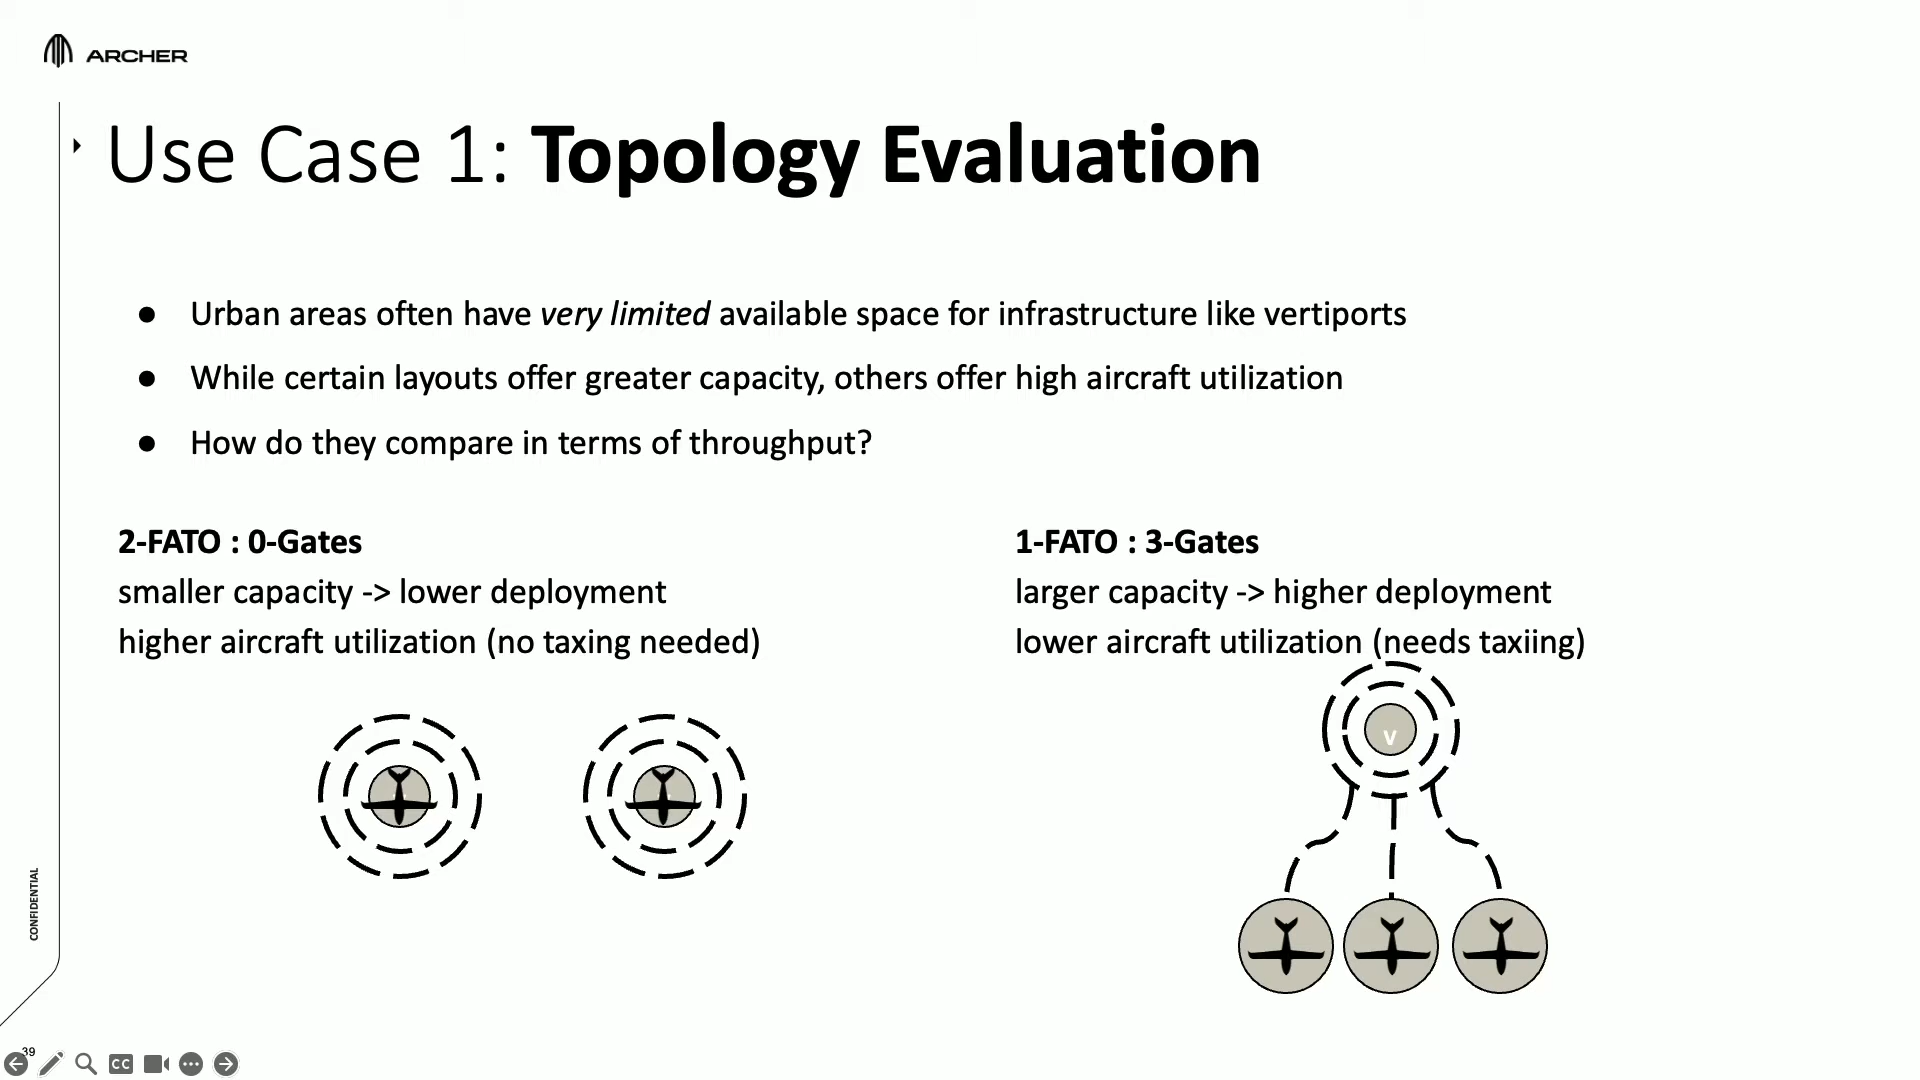 ARCHER
Use Case 1: Topology Evaluation
● Urban areas often have very limited available space for infrastructure like vertiports
● While certain layouts offer greater capacity, others offer high aircraft utilization
● How do they compare in terms of throughput?
2-FATO : 0-Gates
smaller capacity -> lower deployment
higher aircraft utilization (no taxing needed)
1-FATO : 3-Gates
larger capacity -> higher deployment
lower aircraft utilization (needs taxiing)
V
CONFIDENTIAL
39
CC